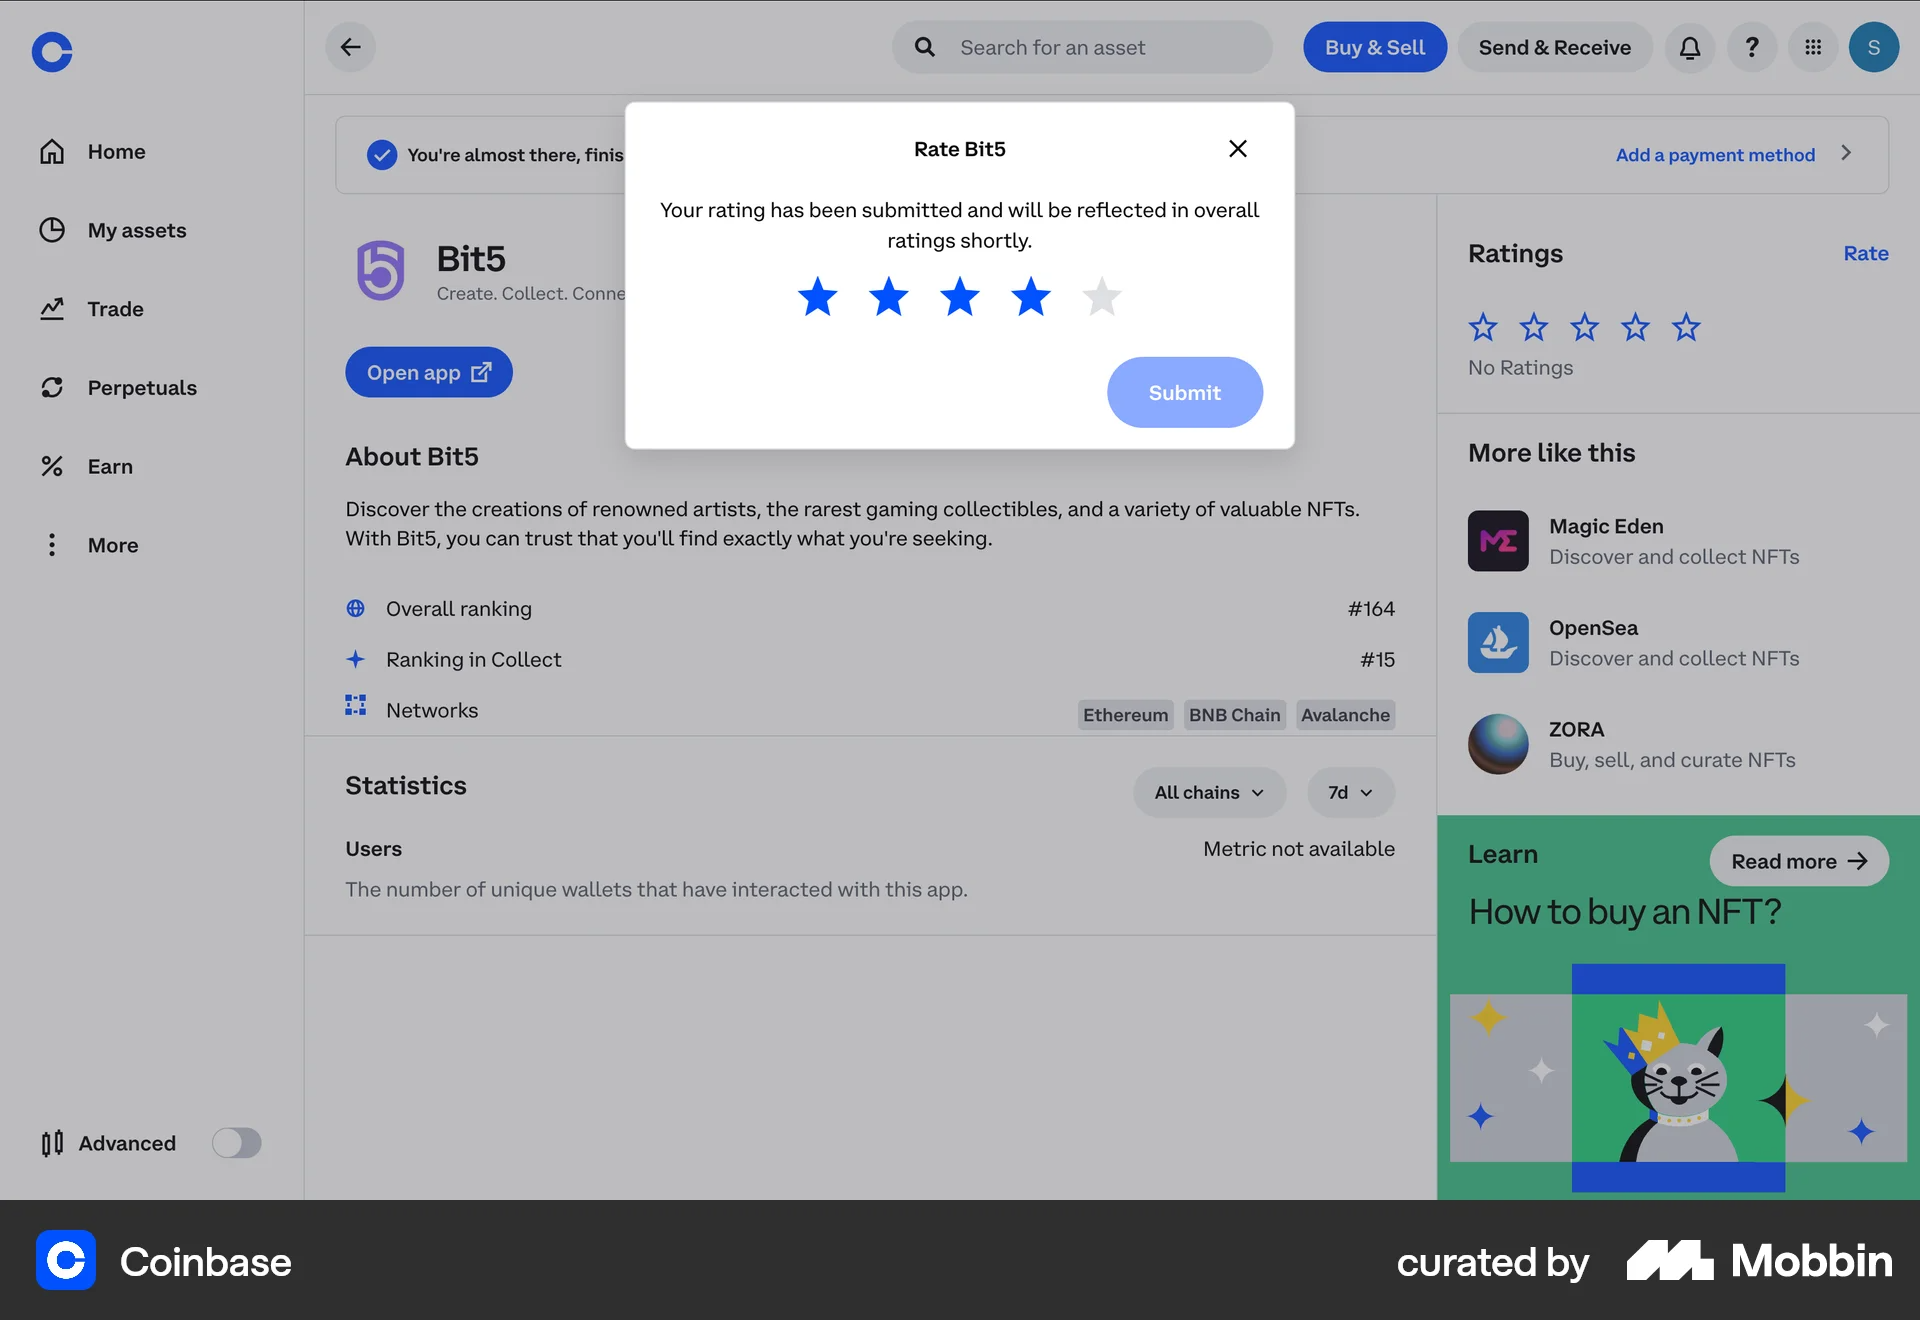 Search for an asset
Buy & Sell
Send & Receive
?
S
Home
My assets
Trade
Perpetuals
Earn
More
Advanced
You're almost there, finis
Add a payment method
Rate Bit5
Your rating has been submitted and will be reflected in overall
ratings shortly.
Submit
Bit5
Create. Collect. Conne
Open app
About Bit5
Discover the creations of renowned artists, the rarest gaming collectibles, and a variety of valuable NFTs.
With Bit5, you can trust that you'll find exactly what you're seeking.
Overall ranking #164
Ranking in Collect #15
Networks Ethereum BNB Chain Avalanche
Statistics
All chains
7d
Users
Metric not available
The number of unique wallets that have interacted with this app.
Ratings
Rate
No Ratings
More like this
Magic Eden
Discover and collect NFTs
OpenSea
Discover and collect NFTs
ZORA
Buy, sell, and curate NFTs
Learn
Read more
How to buy an NFT?
Coinbase
curated by Mobbin